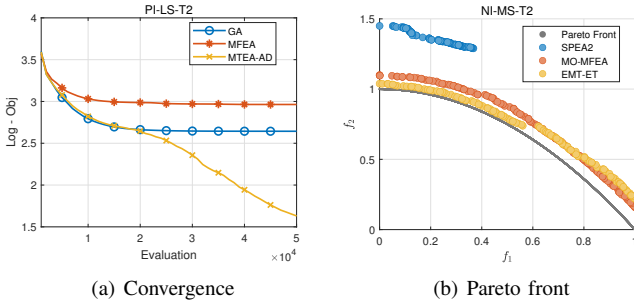 PI-LS-T2
4
3.5
3
2.5
2
1.5
Log - Obj
GA
MFEA
MTEA-AD
1 2 3 4 5
Evaluation
×10⁴
(a) Convergence
NI-MS-T2
1.5
1
0.5
0
f₂
Pareto Front
SPEA2
MO-MFEA
EMT-ET
0 0.2 0.4 0.6 0.8 1
f₁
(b) Pareto front